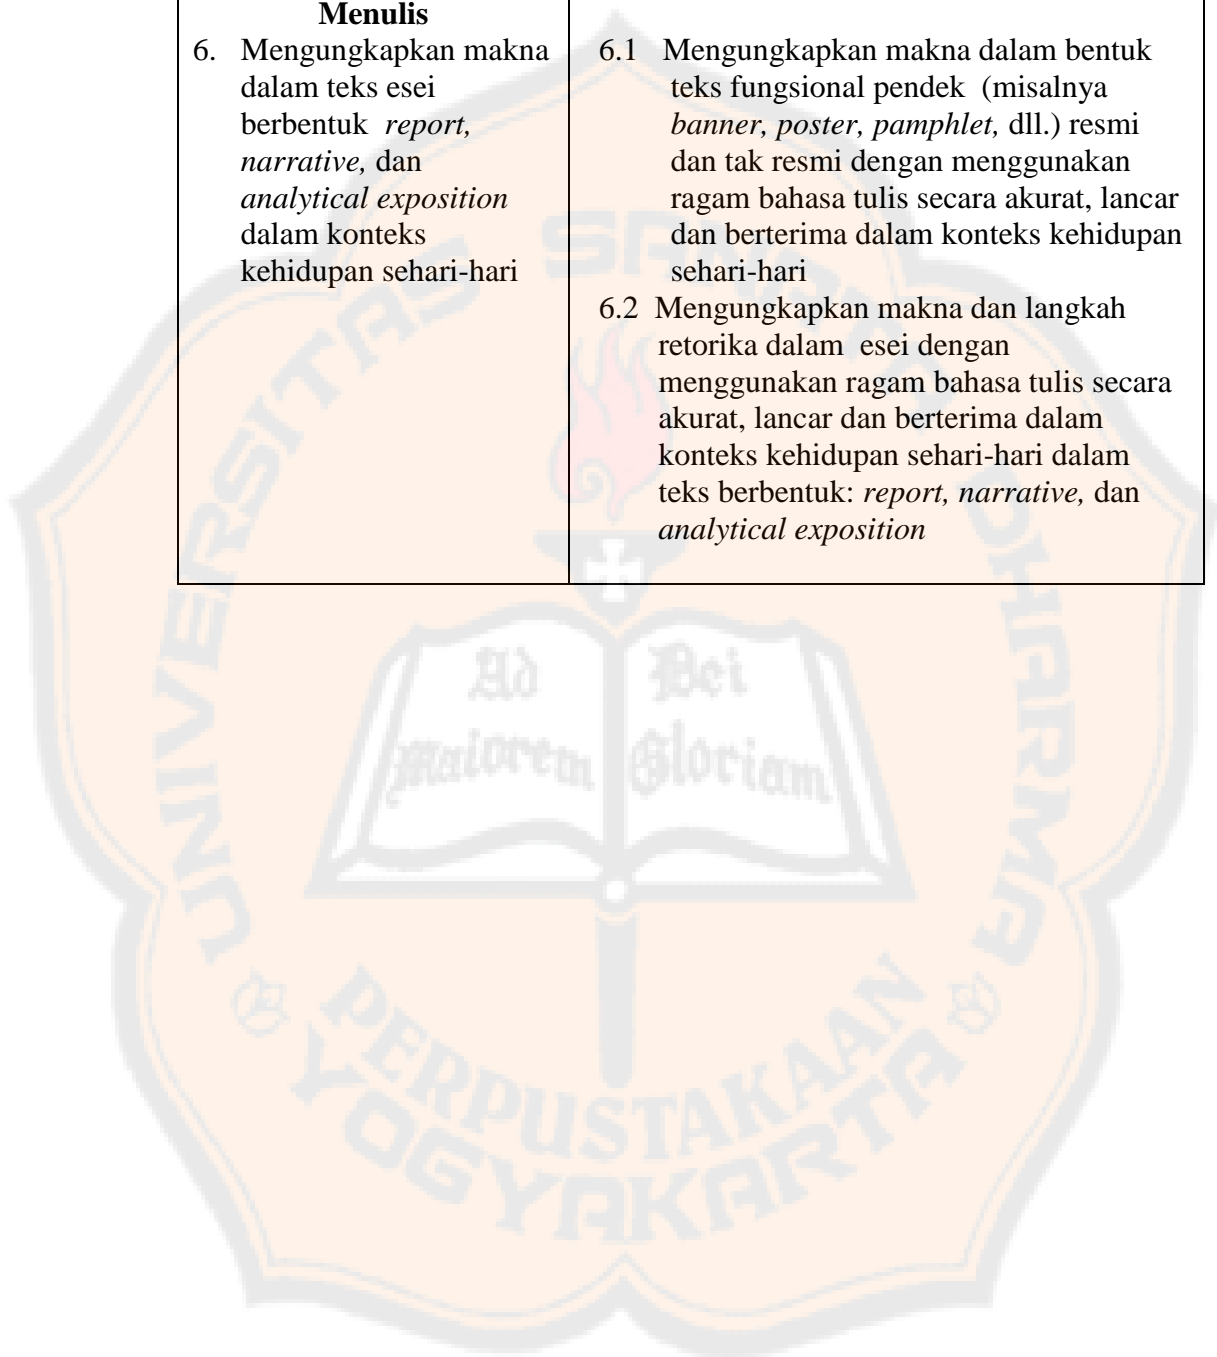 Menulis
6. Mengungkapkan makna
dalam teks esei
berbentuk report,
narrative, dan
analytical exposition
dalam konteks
kehidupan sehari-hari
6.1 Mengungkapkan makna dalam bentuk
teks fungsional pendek (misalnya
banner, poster, pamphlet, dll.) resmi
dan tak resmi dengan menggunakan
ragam bahasa tulis secara akurat, lancar
dan berterima dalam konteks kehidupan
sehari-hari
6.2 Mengungkapkan makna dan langkah
retorika dalam esei dengan
menggunakan ragam bahasa tulis secara
akurat, lancar dan berterima dalam
konteks kehidupan sehari-hari dalam
teks berbentuk: report, narrative, dan
analytical exposition
UNIVERSITAS SANATA DHARMA
Ad Dei
Maiorem Gloriam
PERPUSTAKAAN
YOGYAKARTA